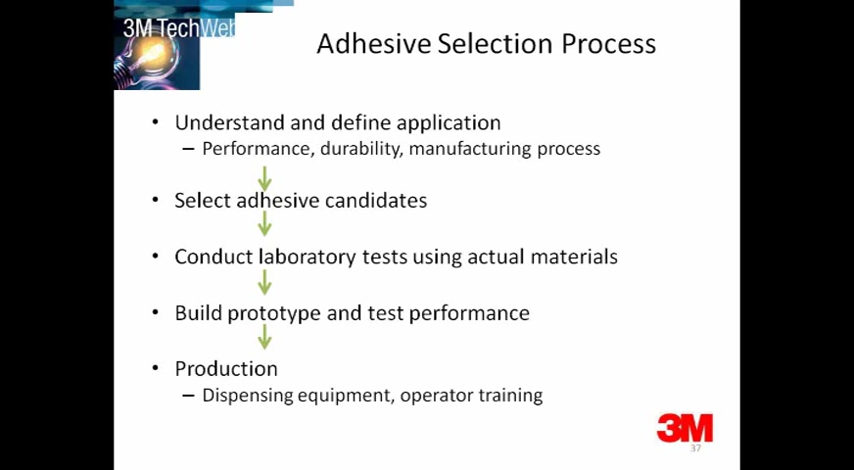 3M TechWeb
Adhesive Selection Process
• Understand and define application
– Performance, durability, manufacturing process
• Select adhesive candidates
• Conduct laboratory tests using actual materials
• Build prototype and test performance
• Production
– Dispensing equipment, operator training
3M
37